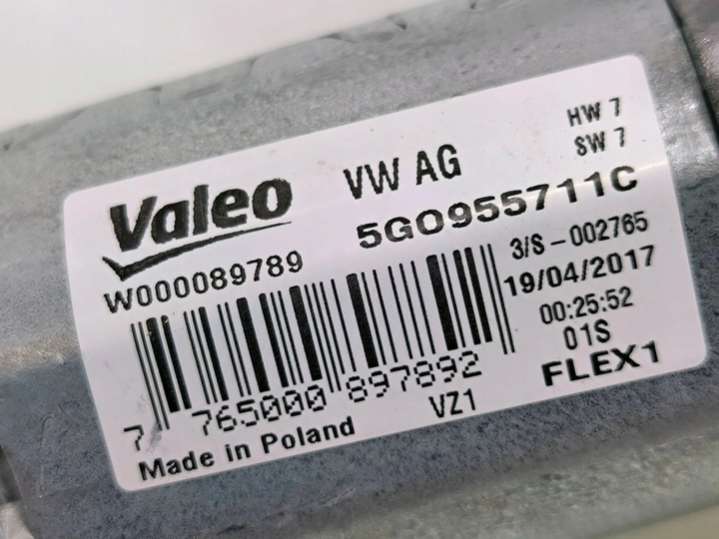 Valeo
VW AG
HW 7
SW 7
5G0955711C
W000089789
3/S-002765
19/04/2017
00:25:52
01S
FLEX1
7 765000 897892
VZ1
Made in Poland